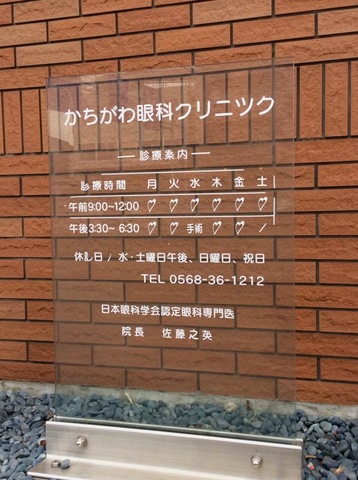 かちがわ眼科クリニック
診療案内
診療時間 月 火 水 木 金 土
午前9:00~12:00 ♡ ♡ ♡ ♡ ♡ ♡
午後3:30~6:30 ♡ ♡ 手術 ♡ ♡ /
休診日/水・土曜日午後、日曜日、祝日
TEL 0568-36-1212
日本眼科学会認定眼科専門医
院長 佐藤之英